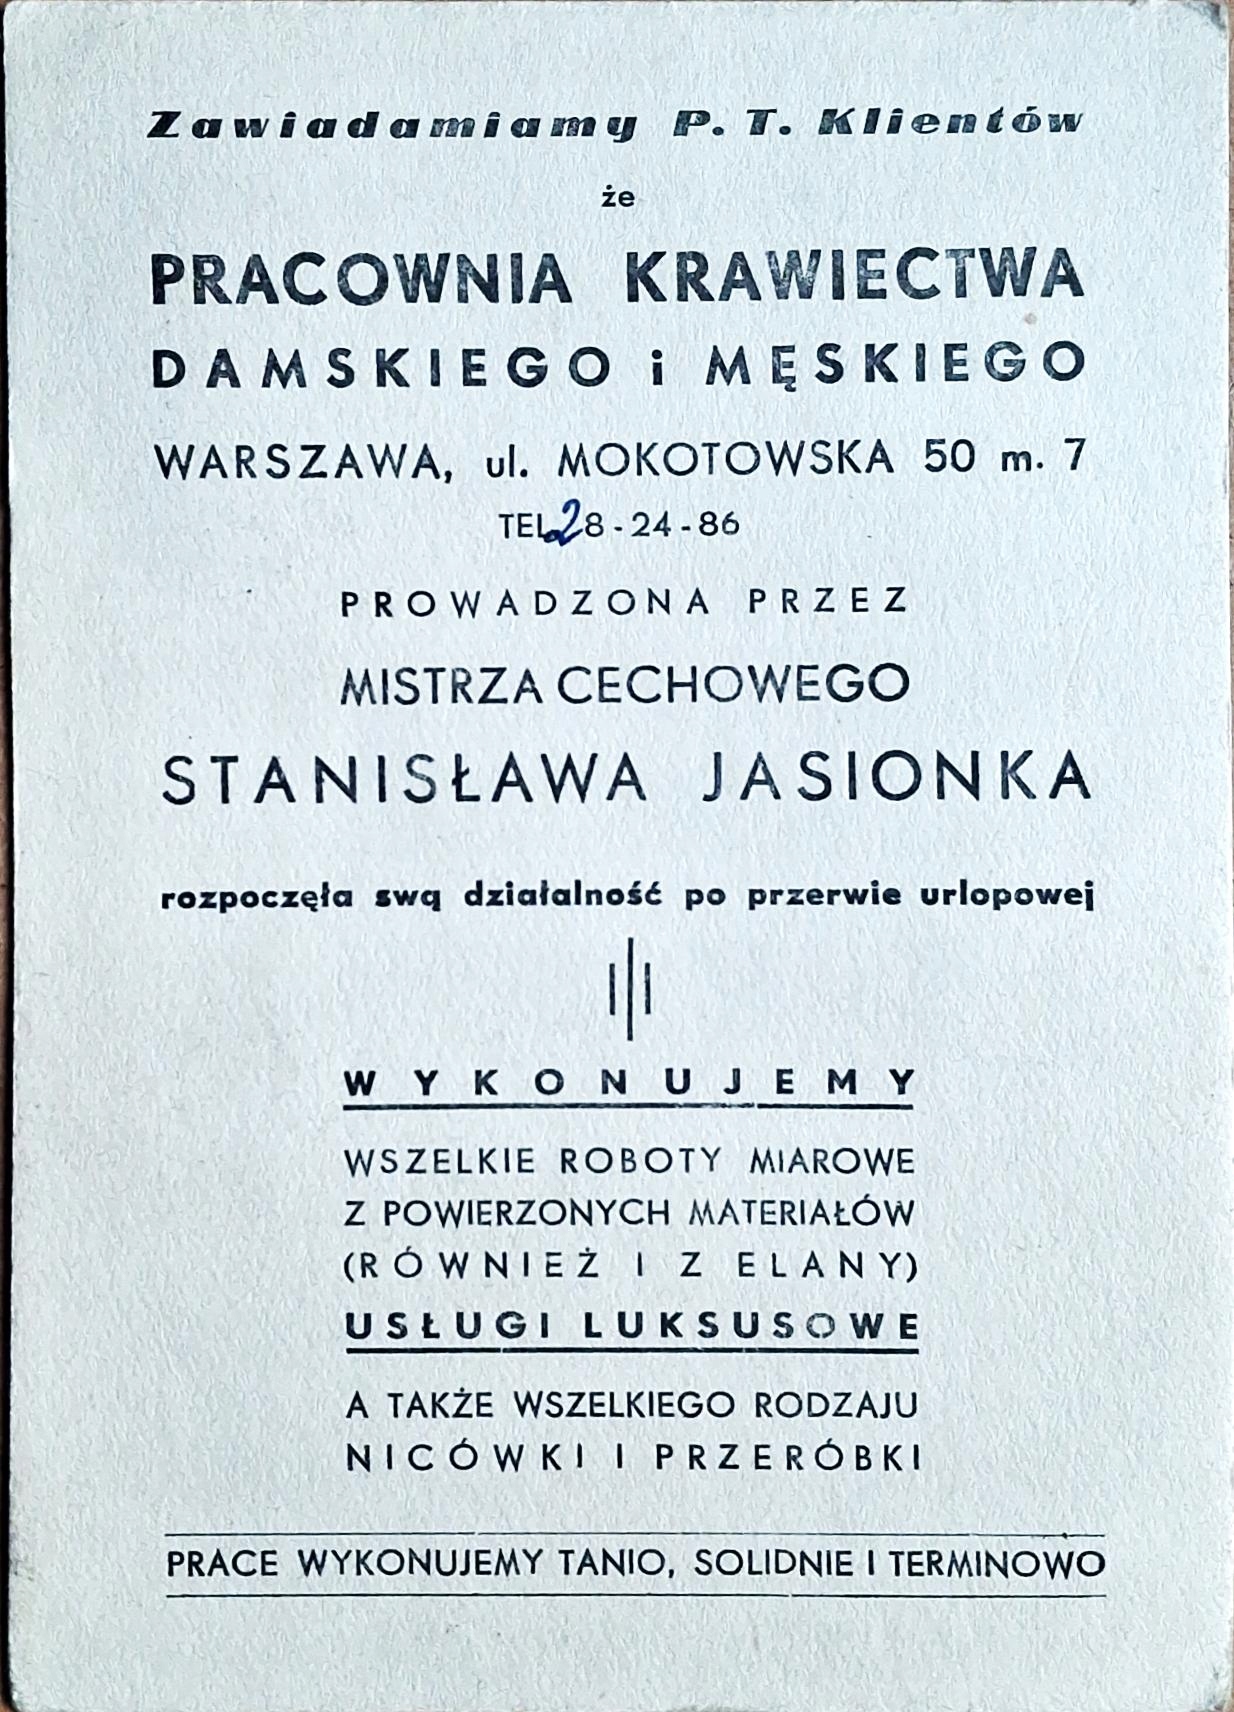 Zawiadamiamy P. T. Klientów
że
PRACOWNIA KRAWIECTWA
DAMSKIEGO i MĘSKIEGO
WARSZAWA, ul. MOKOTOWSKA 50 m. 7
TEL. 28-24-86
PROWADZONA PRZEZ
MISTRZA CECHOWEGO
STANISŁAWA JASIONKA
rozpoczęła swą działalność po przerwie urlopowej
WYKONUJEMY
WSZELKIE ROBOTY MIAROWE
Z POWIERZONYCH MATERIAŁÓW
(RÓWNIEŻ I Z ELANY)
USŁUGI LUKSUSOWE
A TAKŻE WSZELKIEGO RODZAJU
NICÓWKI I PRZERÓBKI
PRACE WYKONUJEMY TANIO, SOLIDNIE I TERMINOWO